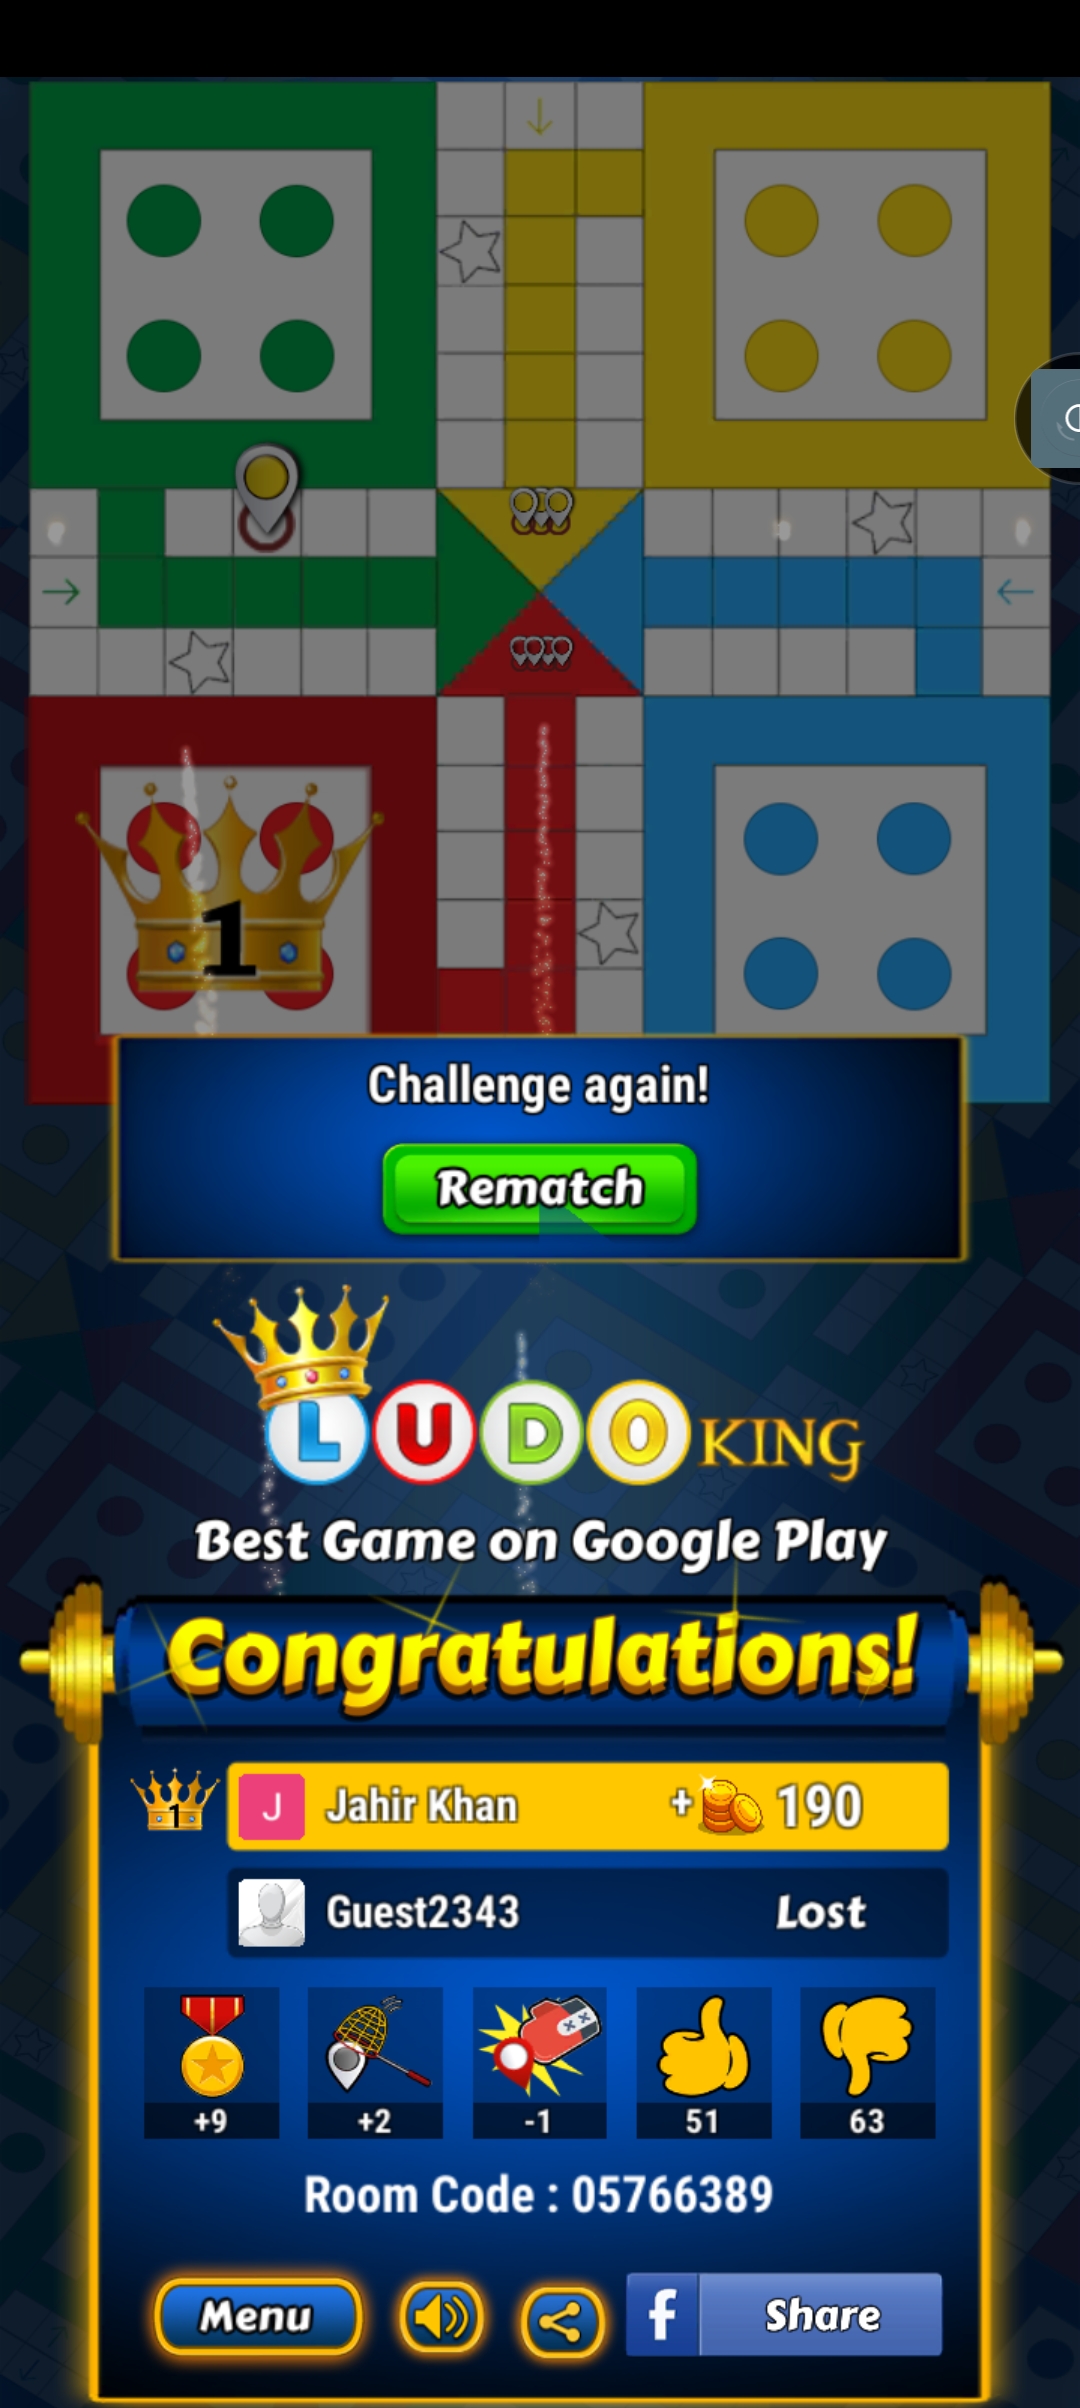 1
Challenge again!
Rematch
LUDO KING
Best Game on Google Play
Congratulations!
1 J Jahir Khan + 190
Guest2343 Lost
+9 +2 -1 51 63
Room Code : 05766389
Menu f Share